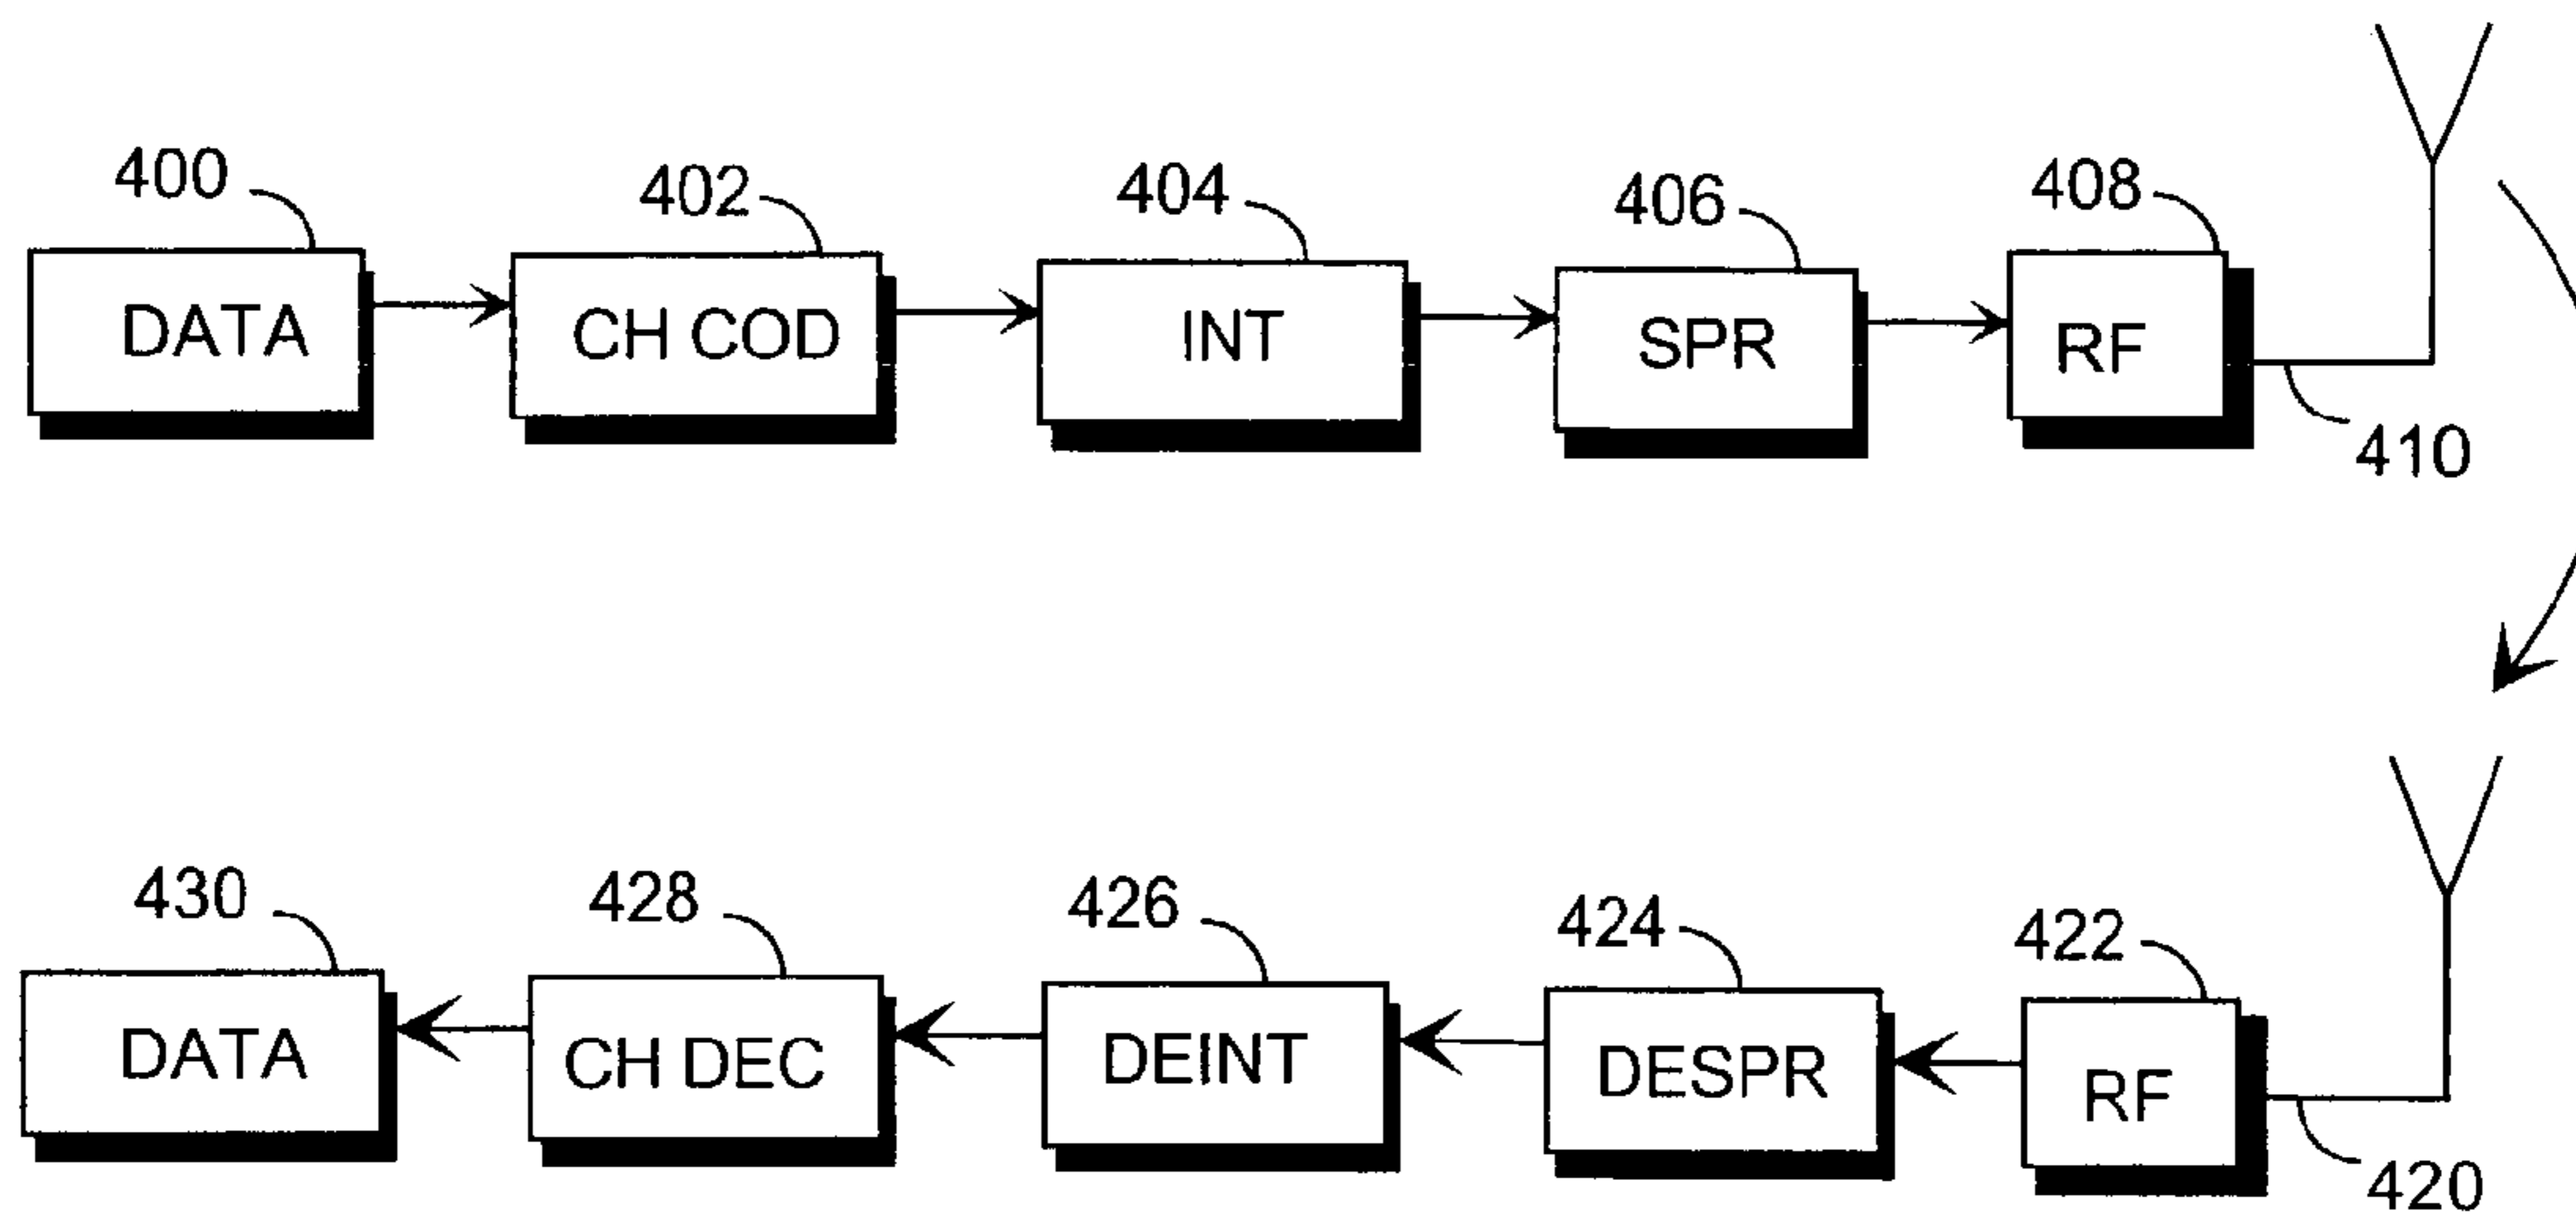 400 402 404 406 408
DATA CH COD INT SPR RF
410
430 428 426 424 422
DATA CH DEC DEINT DESPR RF
420